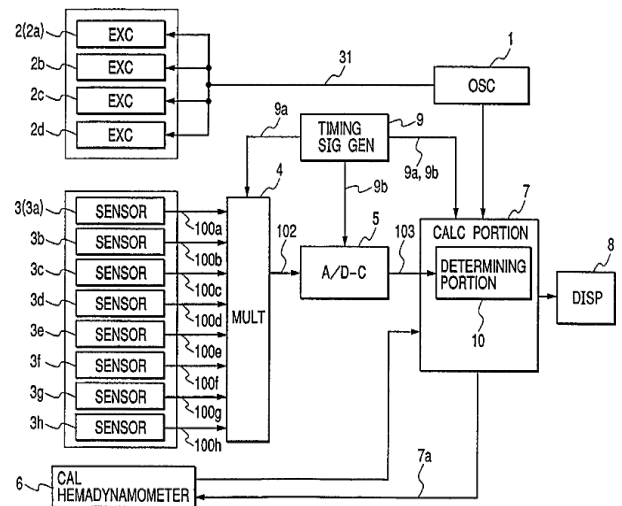 2(2a)
EXC
2b
EXC
2c
EXC
2d
EXC
31
1
OSC
9a
TIMING
SIG GEN
9
9a, 9b
9b
4
MULT
3(3a)
SENSOR
100a
3b
SENSOR
100b
3c
SENSOR
100c
3d
SENSOR
100d
3e
SENSOR
100e
3f
SENSOR
100f
3g
SENSOR
100g
3h
SENSOR
100h
102
5
A/D-C
103
7
CALC PORTION
DETERMINING
PORTION
10
8
DISP
6
CAL
HEMADYNAMOMETER
7a